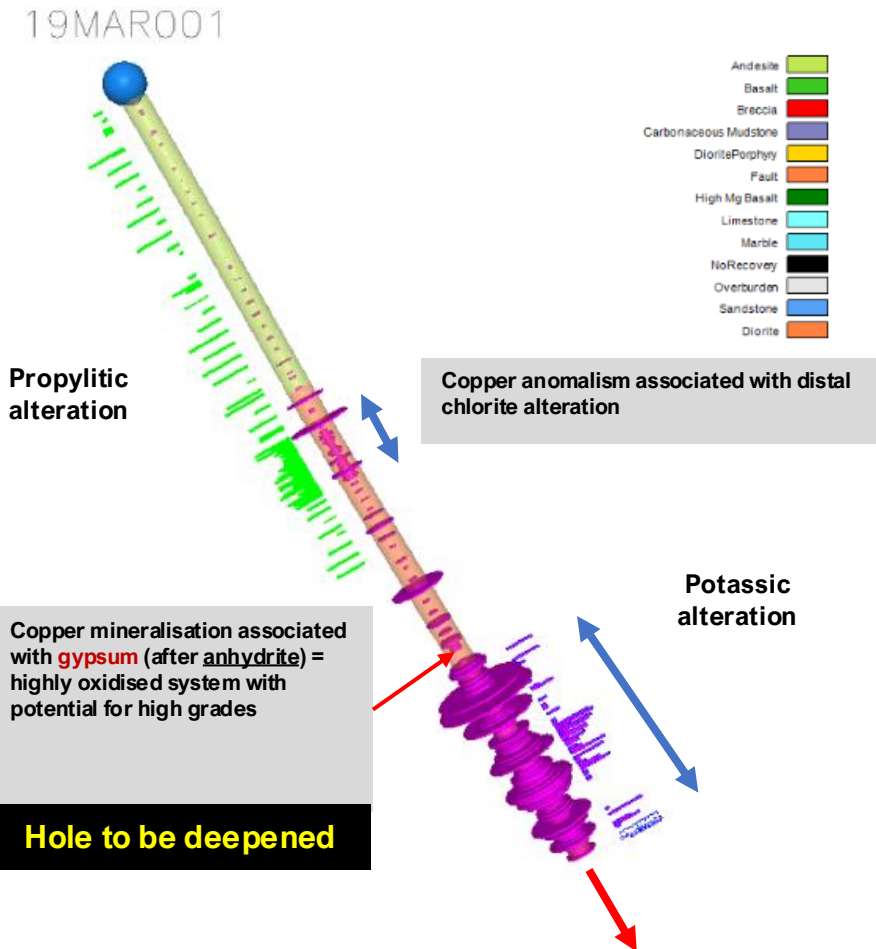 19MAR001
Andesite
Basalt
Breccia
Carbonaceous Mudstone
DioritePorphyry
Fault
High Mg Basalt
Limestone
Marble
NoRecovery
Overburden
Sandstone
Diorite
Propylitic
alteration
Copper anomalism associated with distal
chlorite alteration
Potassic
alteration
Copper mineralisation associated
with gypsum (after anhydrite) =
highly oxidised system with
potential for high grades
Hole to be deepened